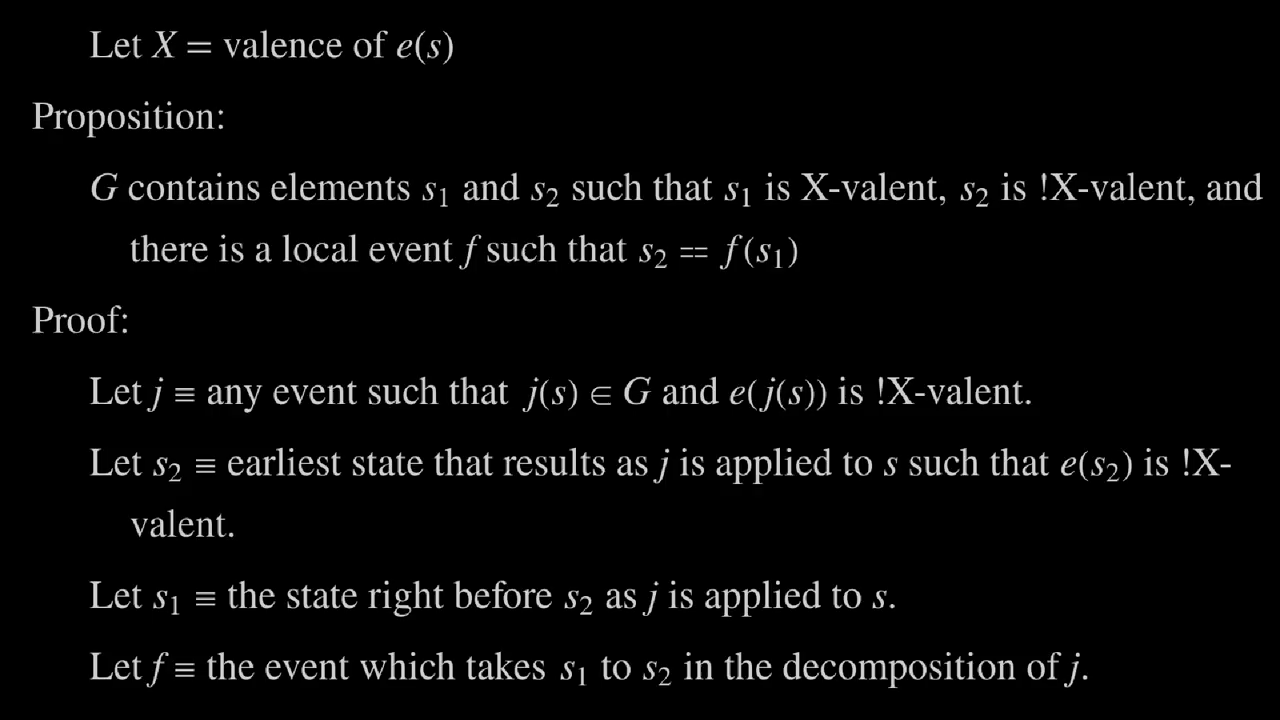 Let X = valence of e(s)
Proposition:
G contains elements s₁ and s₂ such that s₁ is X-valent, s₂ is !X-valent, and
there is a local event f such that s₂ == f(s₁)
Proof:
Let j ≡ any event such that j(s) ∈ G and e(j(s)) is !X-valent.
Let s₂ ≡ earliest state that results as j is applied to s such that e(s₂) is !X-
valent.
Let s₁ ≡ the state right before s₂ as j is applied to s.
Let f ≡ the event which takes s₁ to s₂ in the decomposition of j.